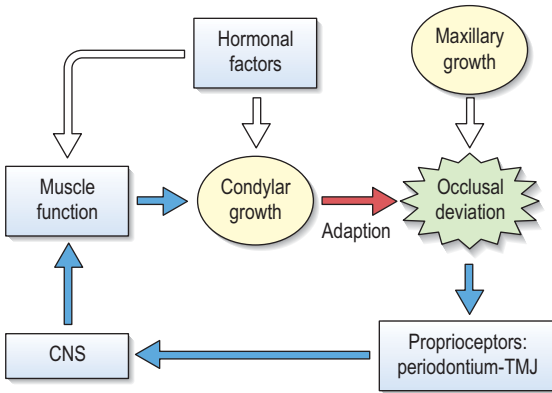 Hormonal
factors
Maxillary
growth
Muscle
function
Condylar
growth
Adaption
Occlusal
deviation
CNS
Proprioceptors:
periodontium-TMJ